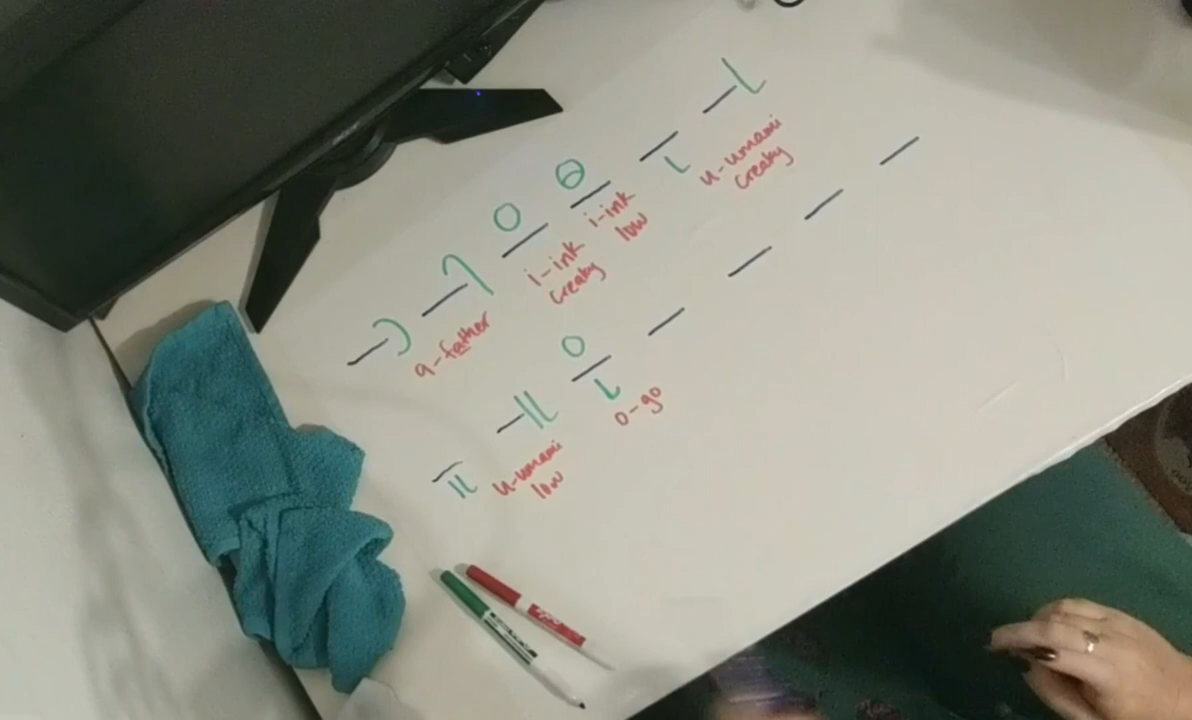 _ာ _ါ _ိ _ီ _ု _ု
a-father i-ink i-ink u-umami
creaky low creaky
_ူ _ူ _ို _ _ _ _
u-umami o-go
low